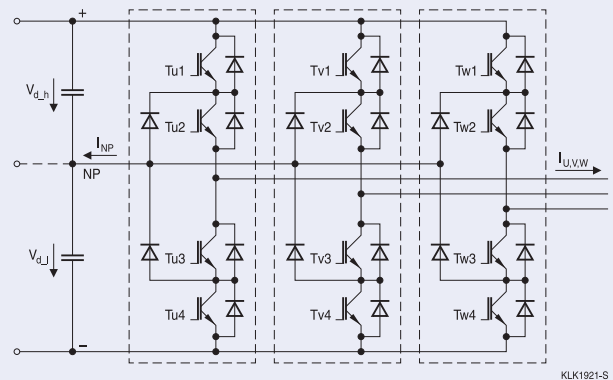 +
Tu1 Tv1 Tw1
V_d_h
Tu2 Tv2 Tw2
I_NP
NP
I_U,V,W
V_d_l
Tu3 Tv3 Tw3
Tu4 Tv4 Tw4
−
KLK1921-S